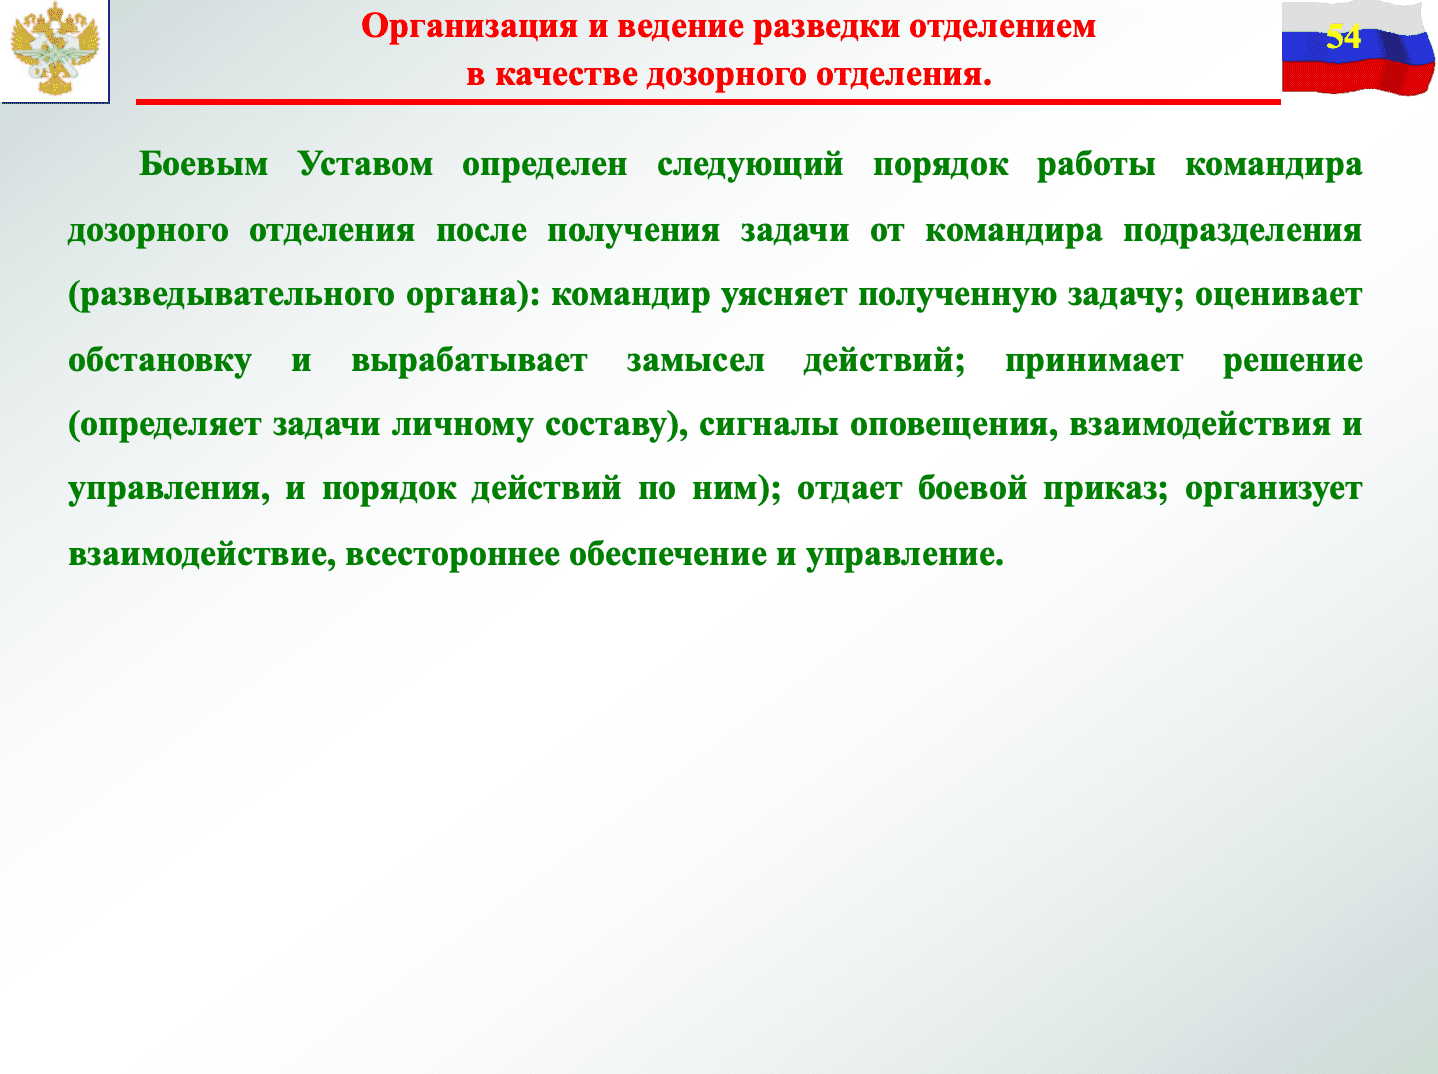 Организация и ведение разведки отделением
в качестве дозорного отделения.
54
Боевым Уставом определен следующий порядок работы командира
дозорного отделения после получения задачи от командира подразделения
(разведывательного органа): командир уясняет полученную задачу; оценивает
обстановку и вырабатывает замысел действий; принимает решение
(определяет задачи личному составу), сигналы оповещения, взаимодействия и
управления, и порядок действий по ним); отдает боевой приказ; организует
взаимодействие, всестороннее обеспечение и управление.